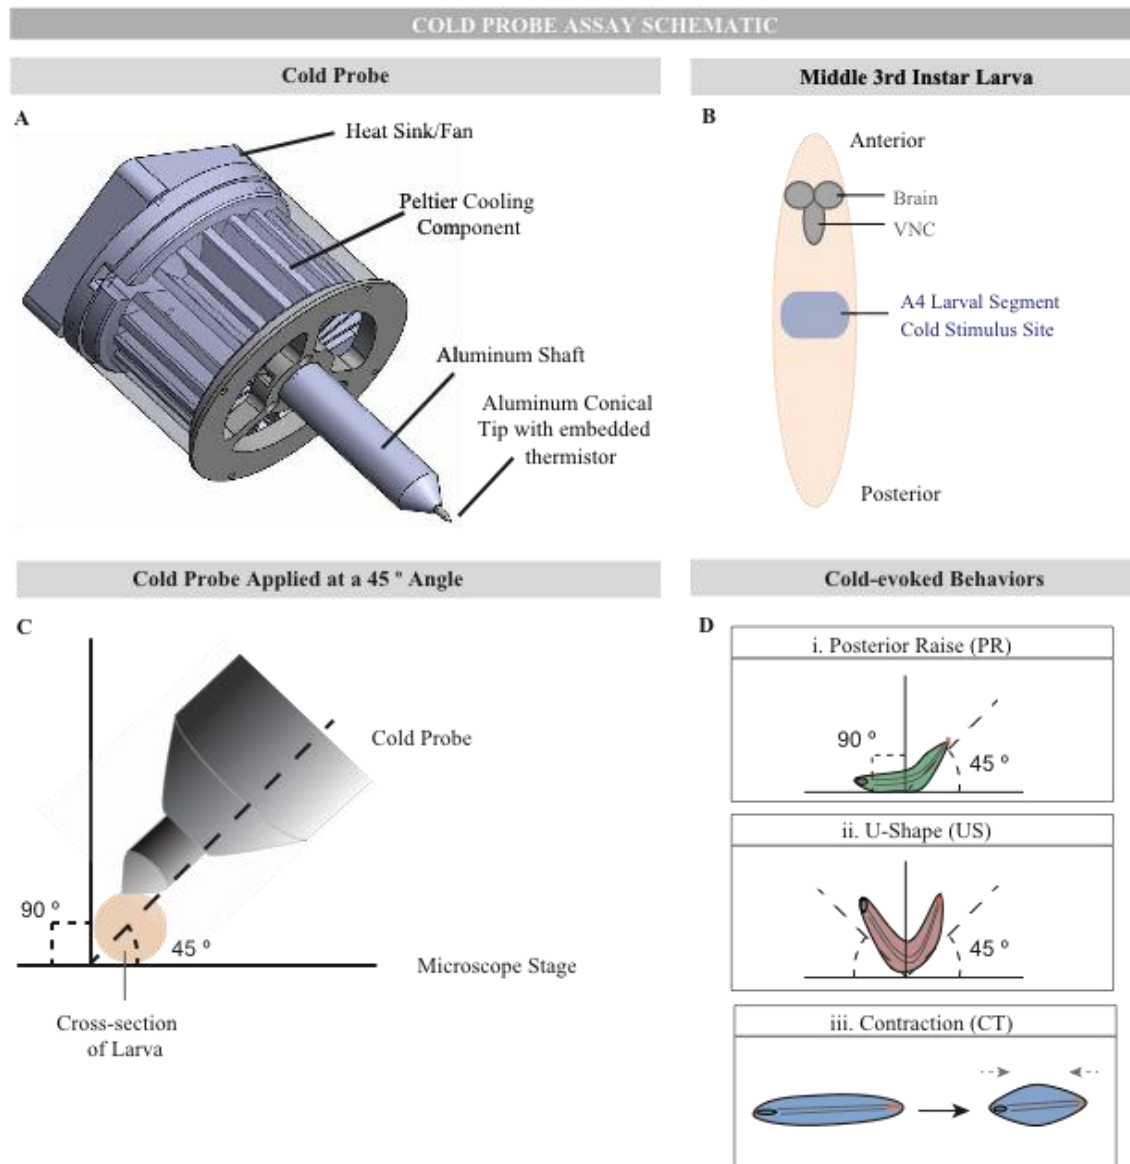 COLD PROBE ASSAY SCHEMATIC
Cold Probe
A
Heat Sink/Fan
Peltier Cooling
Component
Aluminum Shaft
Aluminum Conical
Tip with embedded
thermistor
Middle 3rd Instar Larva
B
Anterior
Brain
VNC
A4 Larval Segment
Cold Stimulus Site
Posterior
Cold Probe Applied at a 45 º Angle
C
Cold Probe
90 º
45 º
Microscope Stage
Cross-section
of Larva
Cold-evoked Behaviors
D
i. Posterior Raise (PR)
90 º
45 º
ii. U-Shape (US)
45 º
iii. Contraction (CT)